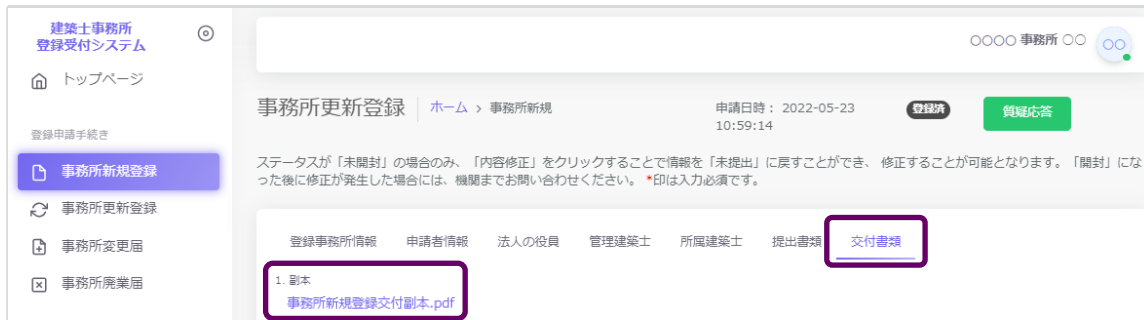 建築士事務所
登録受付システム
トップページ
登録申請手続き
事務所新規登録
事務所更新登録
事務所変更届
事務所廃業届
○○○○ 事務所 ○○
○○
事務所更新登録
ホーム › 事務所新規
申請日時： 2022-05-23
10:59:14
登録済
質疑応答
ステータスが「未開封」の場合のみ、「内容修正」をクリックすることで情報を「未提出」に戻すことができ、 修正することが可能となります。「開封」にな
った後に修正が発生した場合には、機関までお問い合わせください。 *印は入力必須です。
登録事務所情報 申請者情報 法人の役員 管理建築士 所属建築士 提出書類 交付書類
1. 副本
事務所新規登録交付副本.pdf